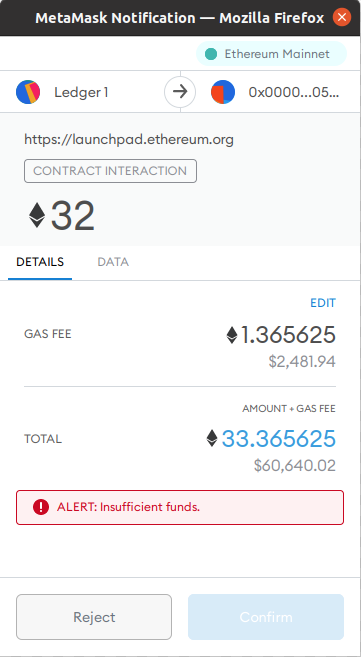 MetaMask Notification — Mozilla Firefox
Ethereum Mainnet
Ledger 1
0x0000...05...
https://launchpad.ethereum.org
CONTRACT INTERACTION
32
DETAILS
DATA
EDIT
GAS FEE
1.365625
$2,481.94
AMOUNT + GAS FEE
TOTAL
33.365625
$60,640.02
ALERT: Insufficient funds.
Reject
Confirm